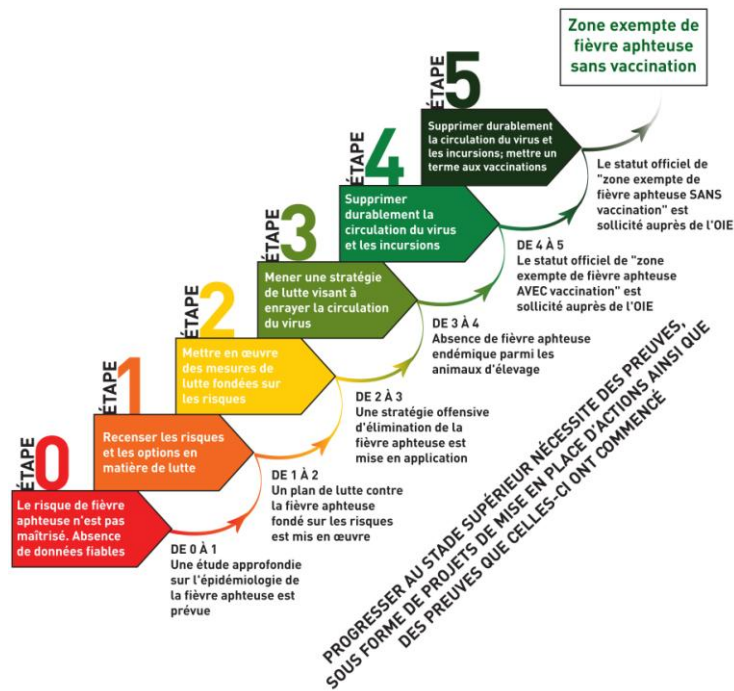 Zone exempte de
fièvre aphteuse
sans vaccination
ÉTAPE 5
Supprimer durablement
la circulation du virus et
les incursions; mettre un
terme aux vaccinations
Le statut officiel de
"zone exempte de
fièvre aphteuse SANS
vaccination" est
sollicité auprès de l'OIE
ÉTAPE 4
Supprimer
durablement la
circulation du virus
et les incursions
DE 4 À 5
Le statut officiel de "zone
exempte de fièvre aphteuse
AVEC vaccination" est
sollicité auprès de l'OIE
ÉTAPE 3
Mener une stratégie
de lutte visant à
enrayer la circulation
du virus
DE 3 À 4
Absence de fièvre aphteuse
endémique parmi les
animaux d'élevage
ÉTAPE 2
Mettre en œuvre
des mesures de
lutte fondées sur
les risques
DE 2 À 3
Une stratégie offensive
d'élimination de la
fièvre aphteuse est
mise en application
ÉTAPE 1
Recenser les risques
et les options en
matière de lutte
DE 1 À 2
Un plan de lutte contre
la fièvre aphteuse
fondé sur les risques
est mis en œuvre
ÉTAPE 0
Le risque de fièvre
aphteuse n'est pas
maîtrisé. Absence
de données fiables
DE 0 À 1
Une étude approfondie
sur l'épidémiologie de
la fièvre aphteuse est
prévue
PROGRESSER AU STADE SUPÉRIEUR NÉCESSITE DES PREUVES,
SOUS FORME DE PROJETS DE MISE EN PLACE D'ACTIONS AINSI QUE
DES PREUVES QUE CELLES-CI ONT COMMENCÉ